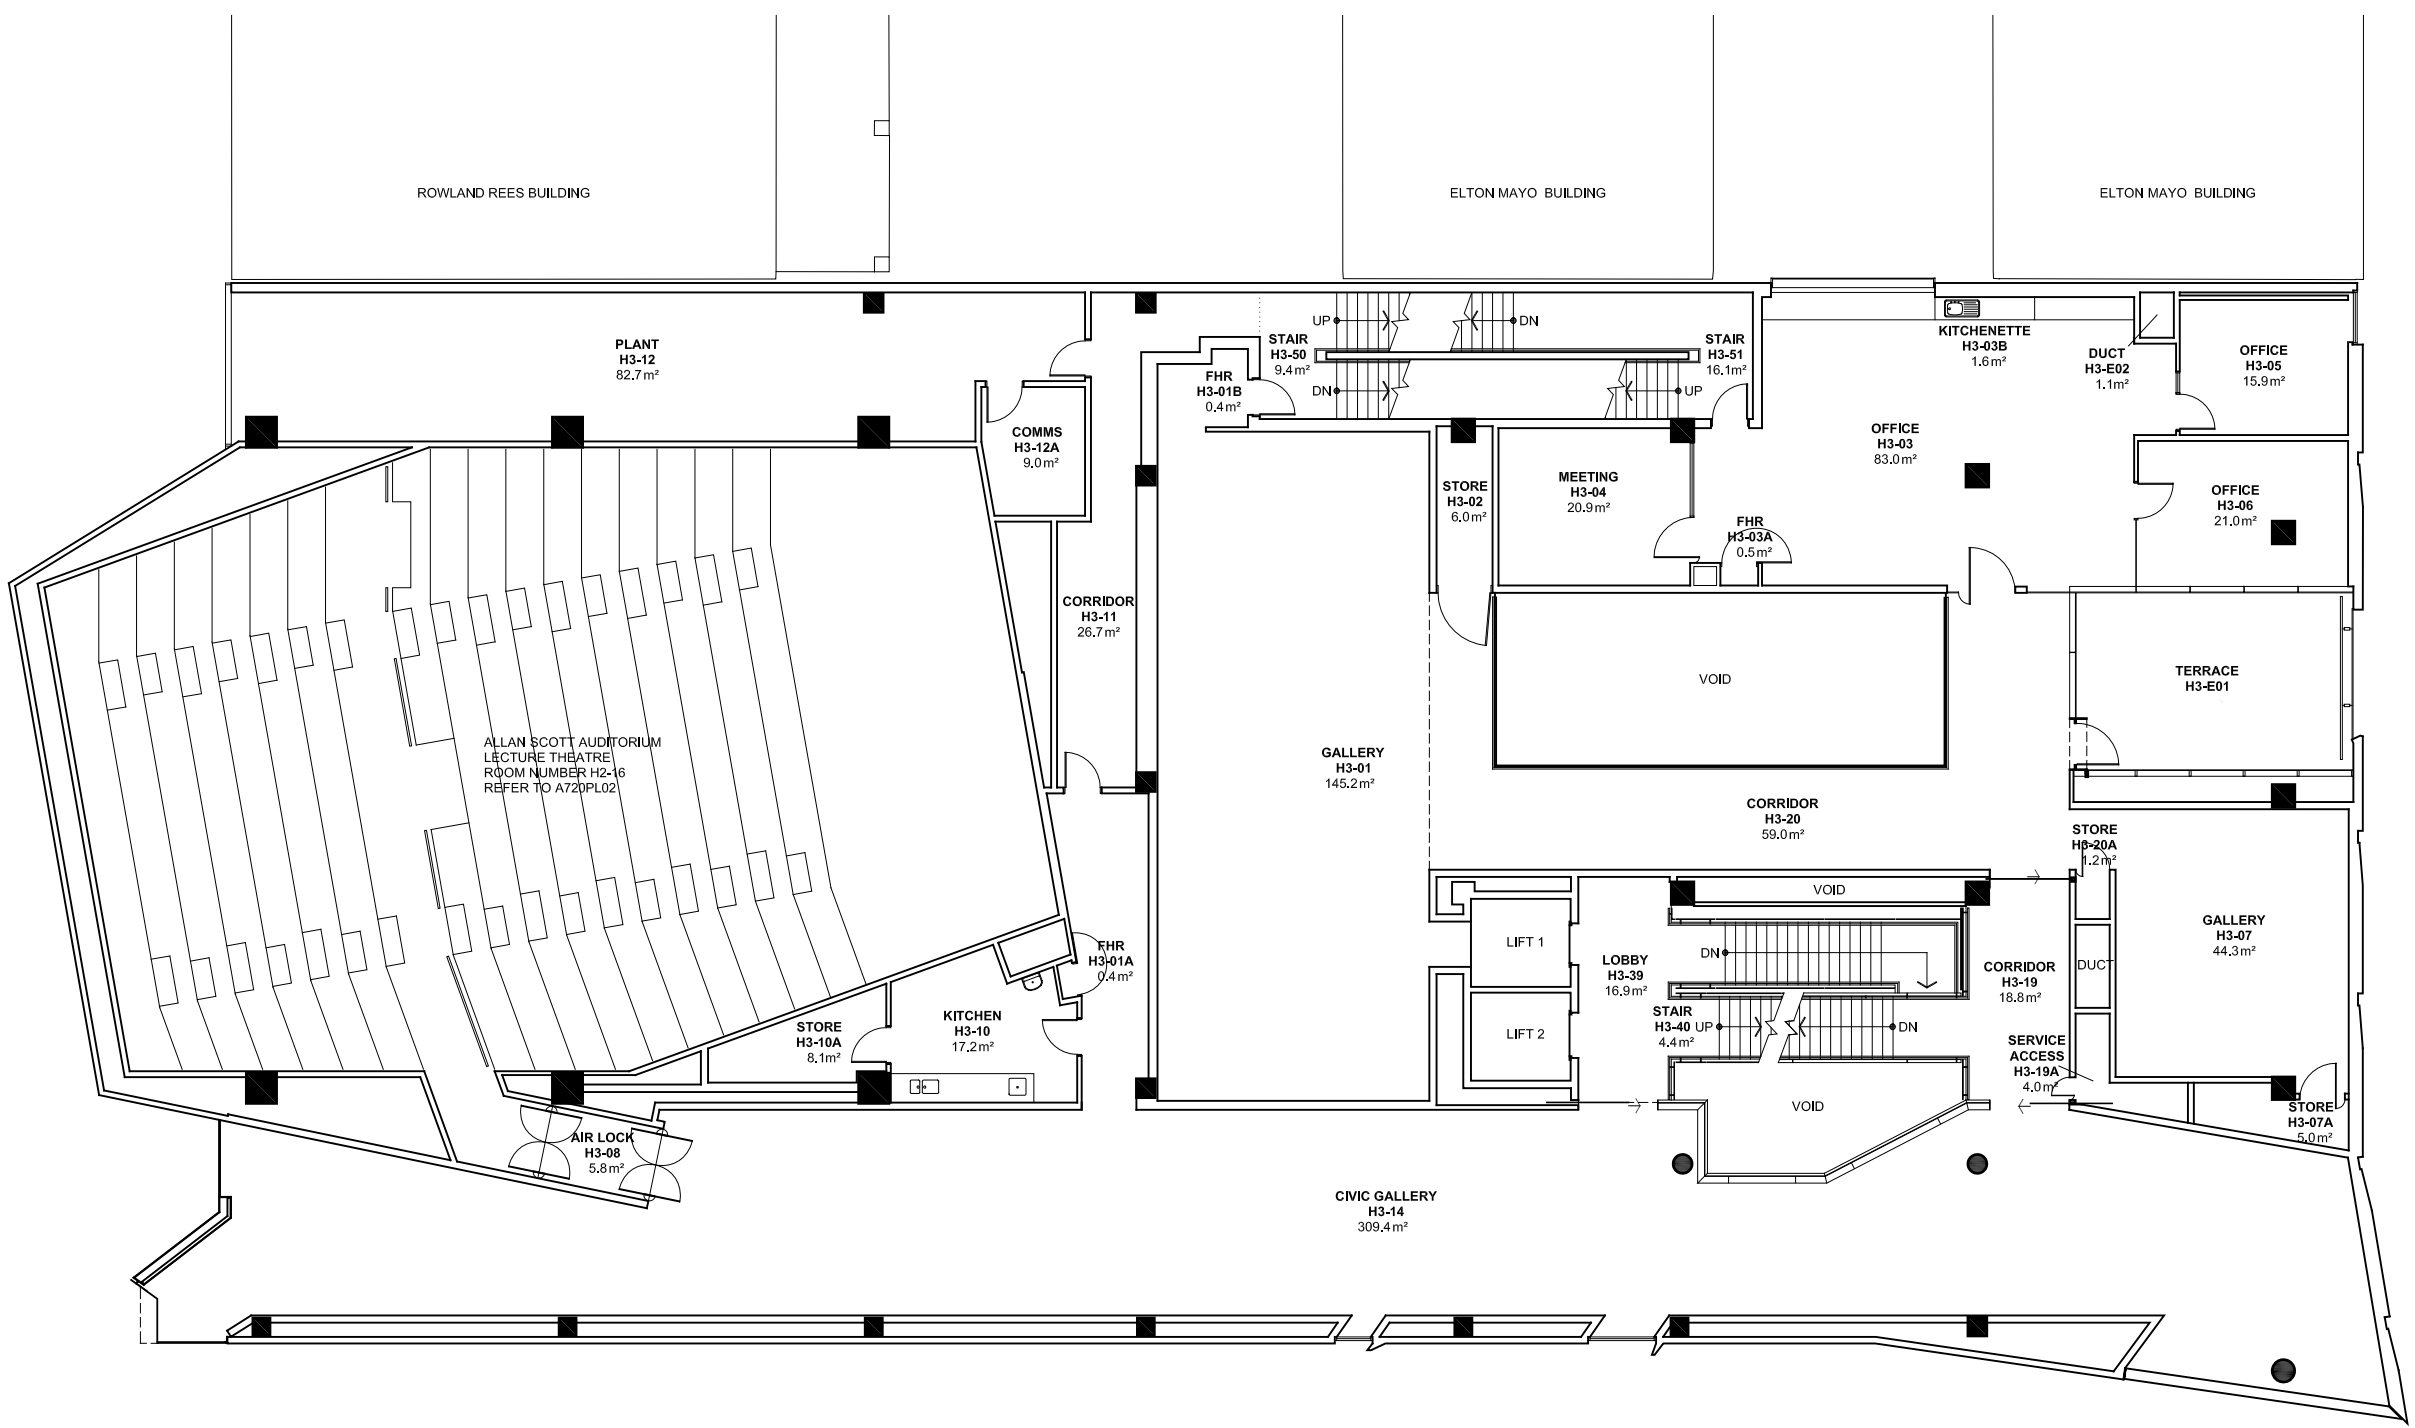 ROWLAND REES BUILDING
ELTON MAYO BUILDING
ELTON MAYO BUILDING
PLANT
H3-12
82.7m²
COMMS
H3-12A
9.0m²
FHR
H3-01B
0.4m²
STAIR
H3-50
9.4m²
UP
DN
DN
UP
STAIR
H3-51
16.1m²
KITCHENETTE
H3-03B
1.6m²
DUCT
H3-E02
1.1m²
OFFICE
H3-05
15.9m²
OFFICE
H3-03
83.0m²
STORE
H3-02
6.0m²
MEETING
H3-04
20.9m²
FHR
H3-03A
0.5m²
OFFICE
H3-06
21.0m²
CORRIDOR
H3-11
26.7m²
VOID
TERRACE
H3-E01
ALLAN SCOTT AUDITORIUM
LECTURE THEATRE
ROOM NUMBER H2-16
REFER TO A720PL02
GALLERY
H3-01
145.2m²
CORRIDOR
H3-20
59.0m²
STORE
H3-20A
1.2m²
VOID
FHR
H3-01A
0.4m²
LIFT 1
LIFT 2
LOBBY
H3-39
16.9m²
DN
STAIR
H3-40
4.4m²
UP
DN
CORRIDOR
H3-19
18.8m²
DUCT
GALLERY
H3-07
44.3m²
STORE
H3-10A
8.1m²
KITCHEN
H3-10
17.2m²
SERVICE
ACCESS
H3-19A
4.0m²
VOID
STORE
H3-07A
5.0m²
AIR LOCK
H3-08
5.8m²
CIVIC GALLERY
H3-14
309.4m²